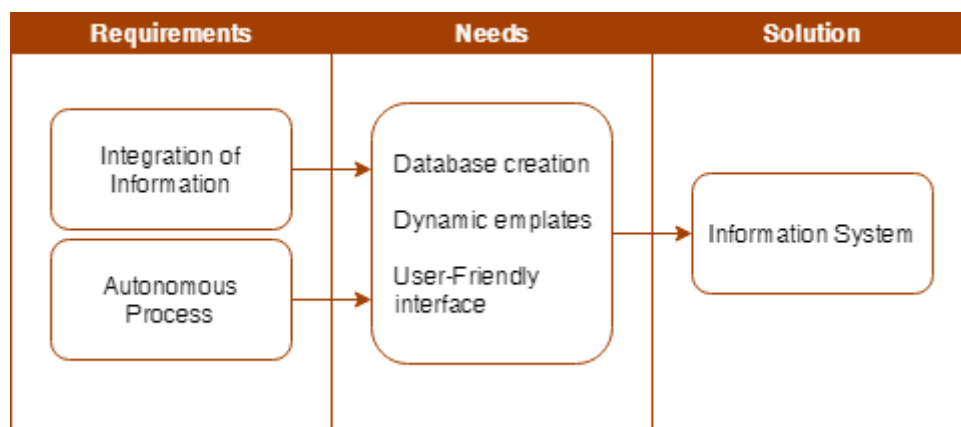 Requirements
Needs
Solution
Integration of
Information
Autonomous
Process
Database creation
Dynamic emplates
User-Friendly
interface
Information System